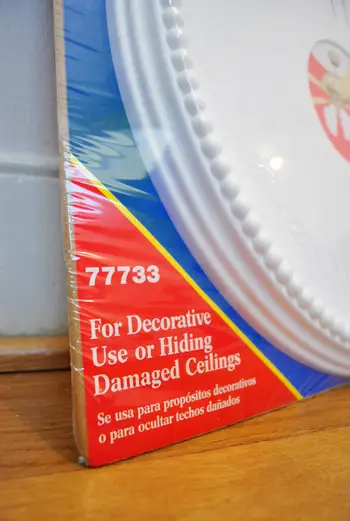 77733
For Decorative
Use or Hiding
Damaged Ceilings
Se usa para propósitos decorativos
o para ocultar techos dañados